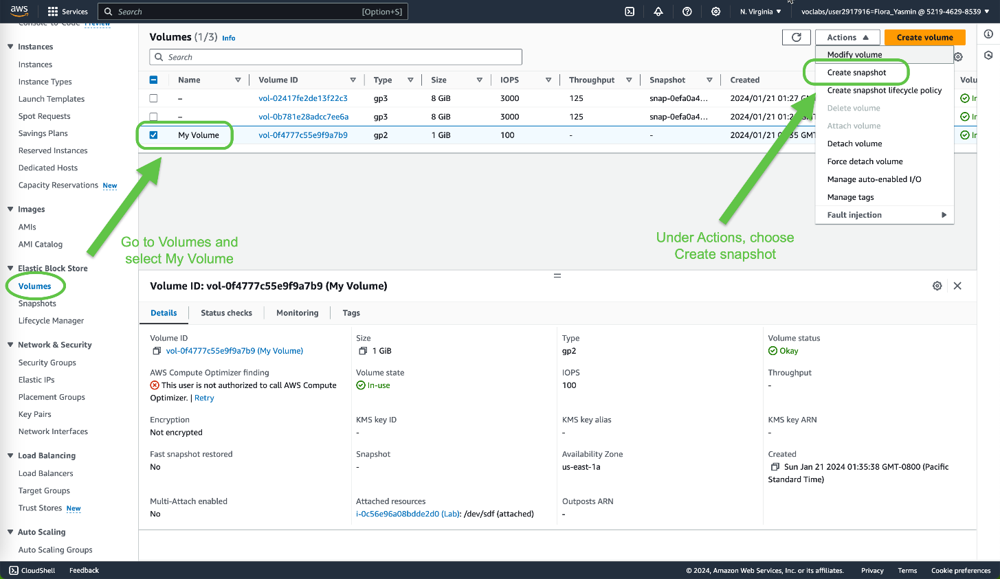 aws
Services
Search
[Option+S]
N. Virginia
voclabs/user2917916=Flora_Yasmin @ 5219-4629-8539
Console-to-Code Preview
Instances
Instances
Instance Types
Launch Templates
Spot Requests
Savings Plans
Reserved Instances
Dedicated Hosts
Capacity Reservations New
Images
AMIs
AMI Catalog
Elastic Block Store
Volumes
Snapshots
Lifecycle Manager
Network & Security
Security Groups
Elastic IPs
Placement Groups
Key Pairs
Network Interfaces
Load Balancing
Load Balancers
Target Groups
Trust Stores New
Auto Scaling
Auto Scaling Groups
Volumes (1/3) Info
Actions
Create volume
Search
Name Volume ID Type Size IOPS Throughput Snapshot Created Volu
– vol-02417fe2de13f22c3 gp3 8 GiB 3000 125 snap-0efa0a4... 2024/01/21 01:27 In
– vol-0b781e28adcc7ee6a gp3 8 GiB 3000 125 snap-0efa0a4... 2024/01/21 In
My Volume vol-0f4777c55e9f9a7b9 gp2 1 GiB 100 - - 2024/01/21 35 GMT In
Modify volume
Create snapshot
Create snapshot lifecycle policy
Delete volume
Attach volume
Detach volume
Force detach volume
Manage auto-enabled I/O
Manage tags
Fault injection
Go to Volumes and
select My Volume
Under Actions, choose
Create snapshot
Volume ID: vol-0f4777c55e9f9a7b9 (My Volume)
Details Status checks Monitoring Tags
Volume ID
vol-0f4777c55e9f9a7b9 (My Volume)
Size
1 GiB
Type
gp2
Volume status
Okay
AWS Compute Optimizer finding
This user is not authorized to call AWS Compute
Optimizer. | Retry
Volume state
In-use
IOPS
100
Throughput
-
Encryption
Not encrypted
KMS key ID
-
KMS key alias
-
KMS key ARN
-
Fast snapshot restored
No
Snapshot
-
Availability Zone
us-east-1a
Created
Sun Jan 21 2024 01:35:38 GMT-0800 (Pacific
Standard Time)
Multi-Attach enabled
No
Attached resources
i-0c56e96a08bdde2d0 (Lab): /dev/sdf (attached)
Outposts ARN
-
CloudShell Feedback
© 2024, Amazon Web Services, Inc. or its affiliates. Privacy Terms Cookie preferences